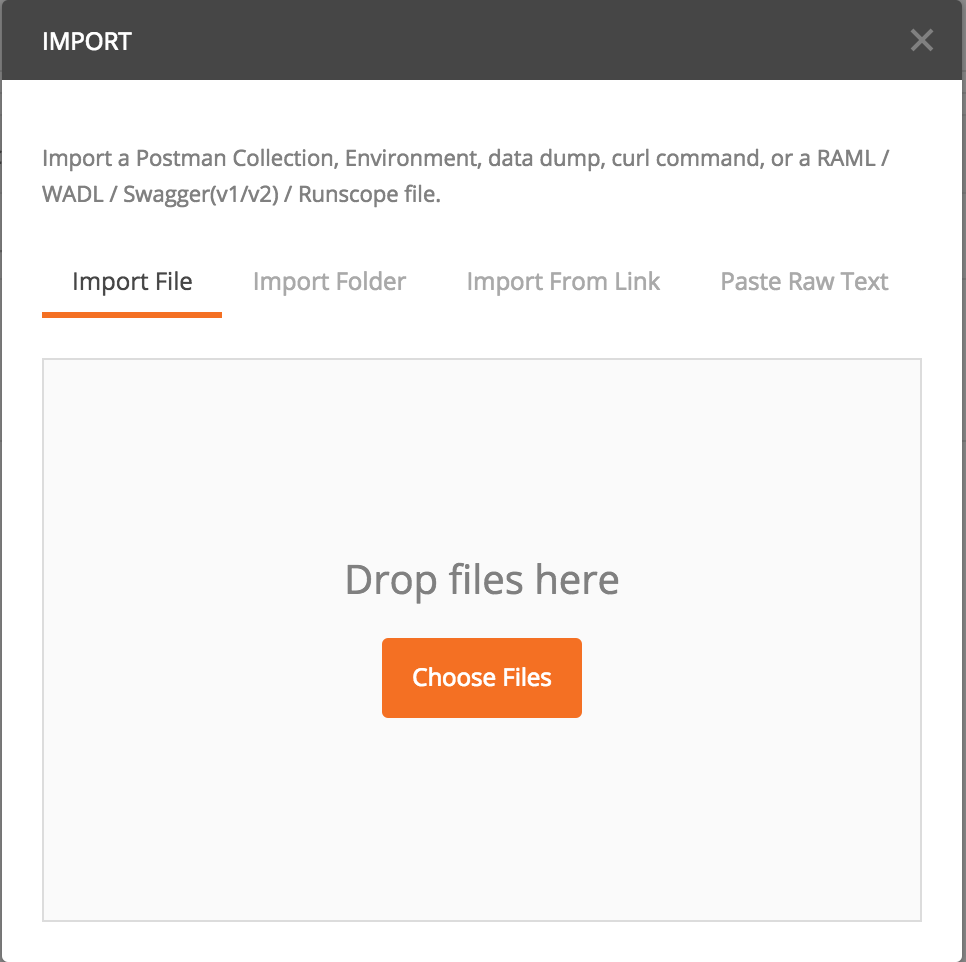 IMPORT
Import a Postman Collection, Environment, data dump, curl command, or a RAML /
WADL / Swagger(v1/v2) / Runscope file.
Import File Import Folder Import From Link Paste Raw Text
Drop files here
Choose Files